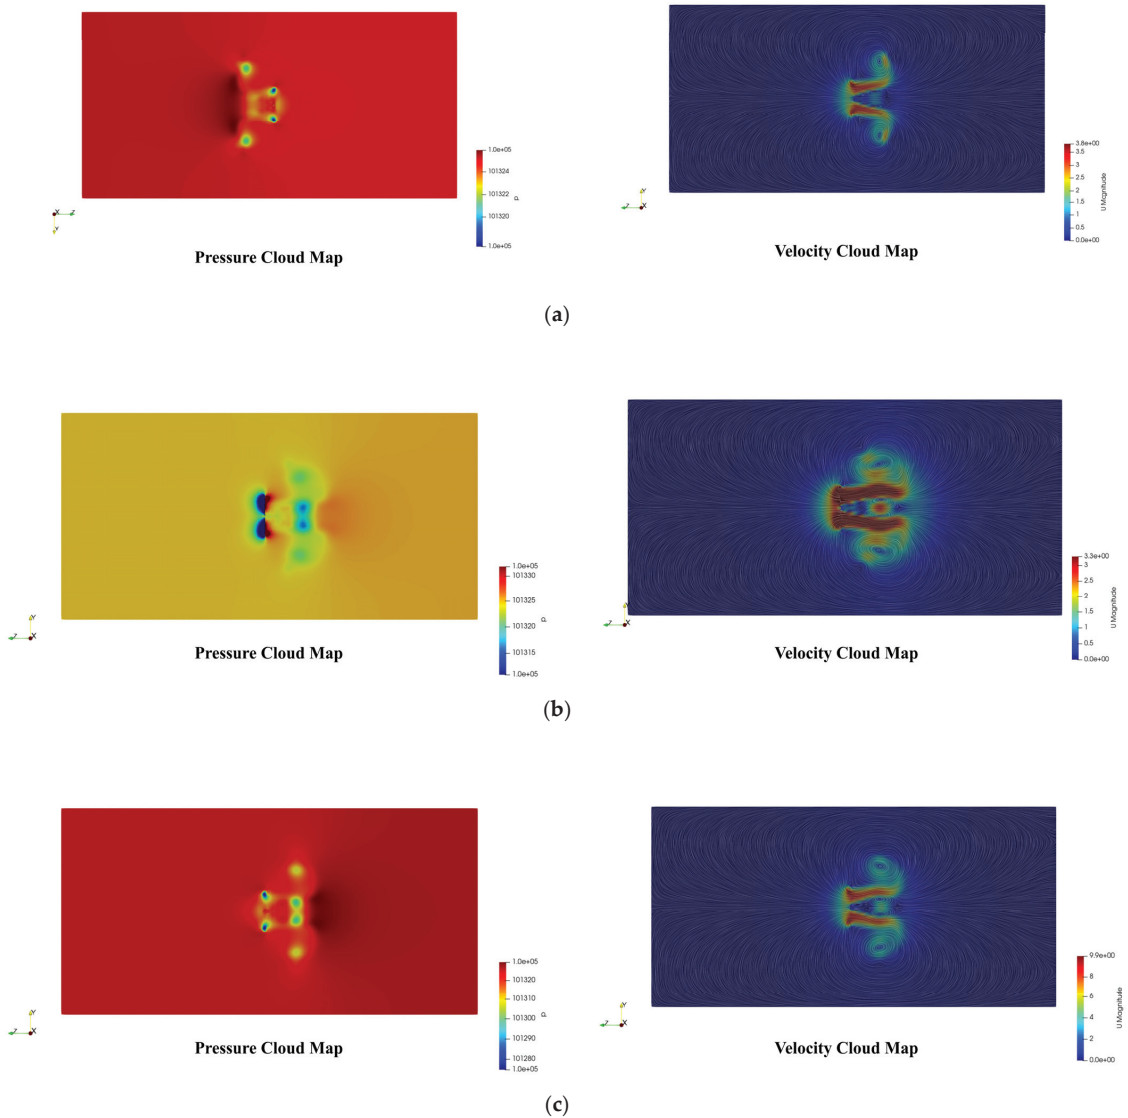 1.0e+05
101324
101322
101320
1.0e+05
p
X
Z
Y
Pressure Cloud Map
3.8e+00
3.5
3
2.5
2
1.5
1
0.5
0.0e+00
U Magnitude
Y
Z
X
Velocity Cloud Map
(a)
1.0e+05
101330
101325
101320
101315
1.0e+05
p
Y
Z
X
Pressure Cloud Map
3.3e+00
3
2.5
2
1.5
1
0.0e+00
U Magnitude
Y
Z
X
Velocity Cloud Map
(b)
1.0e+05
101320
101310
101300
101290
101280
1.0e+05
p
Y
Z
X
Pressure Cloud Map
9.9e+00
8
6
4
2
0.0e+00
U Magnitude
Y
Z
X
Velocity Cloud Map
(c)